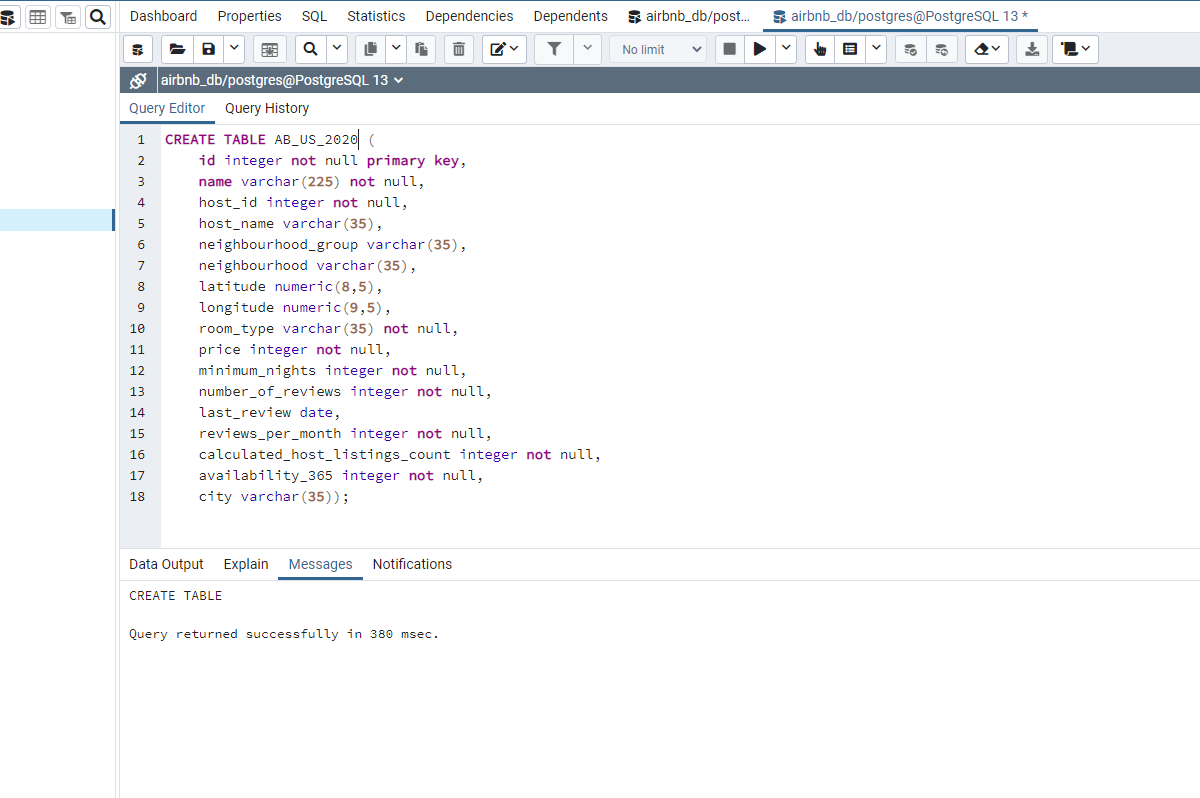 Dashboard Properties SQL Statistics Dependencies Dependents airbnb_db/post... airbnb_db/postgres@PostgreSQL 13 *
No limit
airbnb_db/postgres@PostgreSQL 13
Query Editor Query History
1 CREATE TABLE AB_US_2020 (
2 id integer not null primary key,
3 name varchar(225) not null,
4 host_id integer not null,
5 host_name varchar(35),
6 neighbourhood_group varchar(35),
7 neighbourhood varchar(35),
8 latitude numeric(8,5),
9 longitude numeric(9,5),
10 room_type varchar(35) not null,
11 price integer not null,
12 minimum_nights integer not null,
13 number_of_reviews integer not null,
14 last_review date,
15 reviews_per_month integer not null,
16 calculated_host_listings_count integer not null,
17 availability_365 integer not null,
18 city varchar(35));
Data Output Explain Messages Notifications
CREATE TABLE
Query returned successfully in 380 msec.